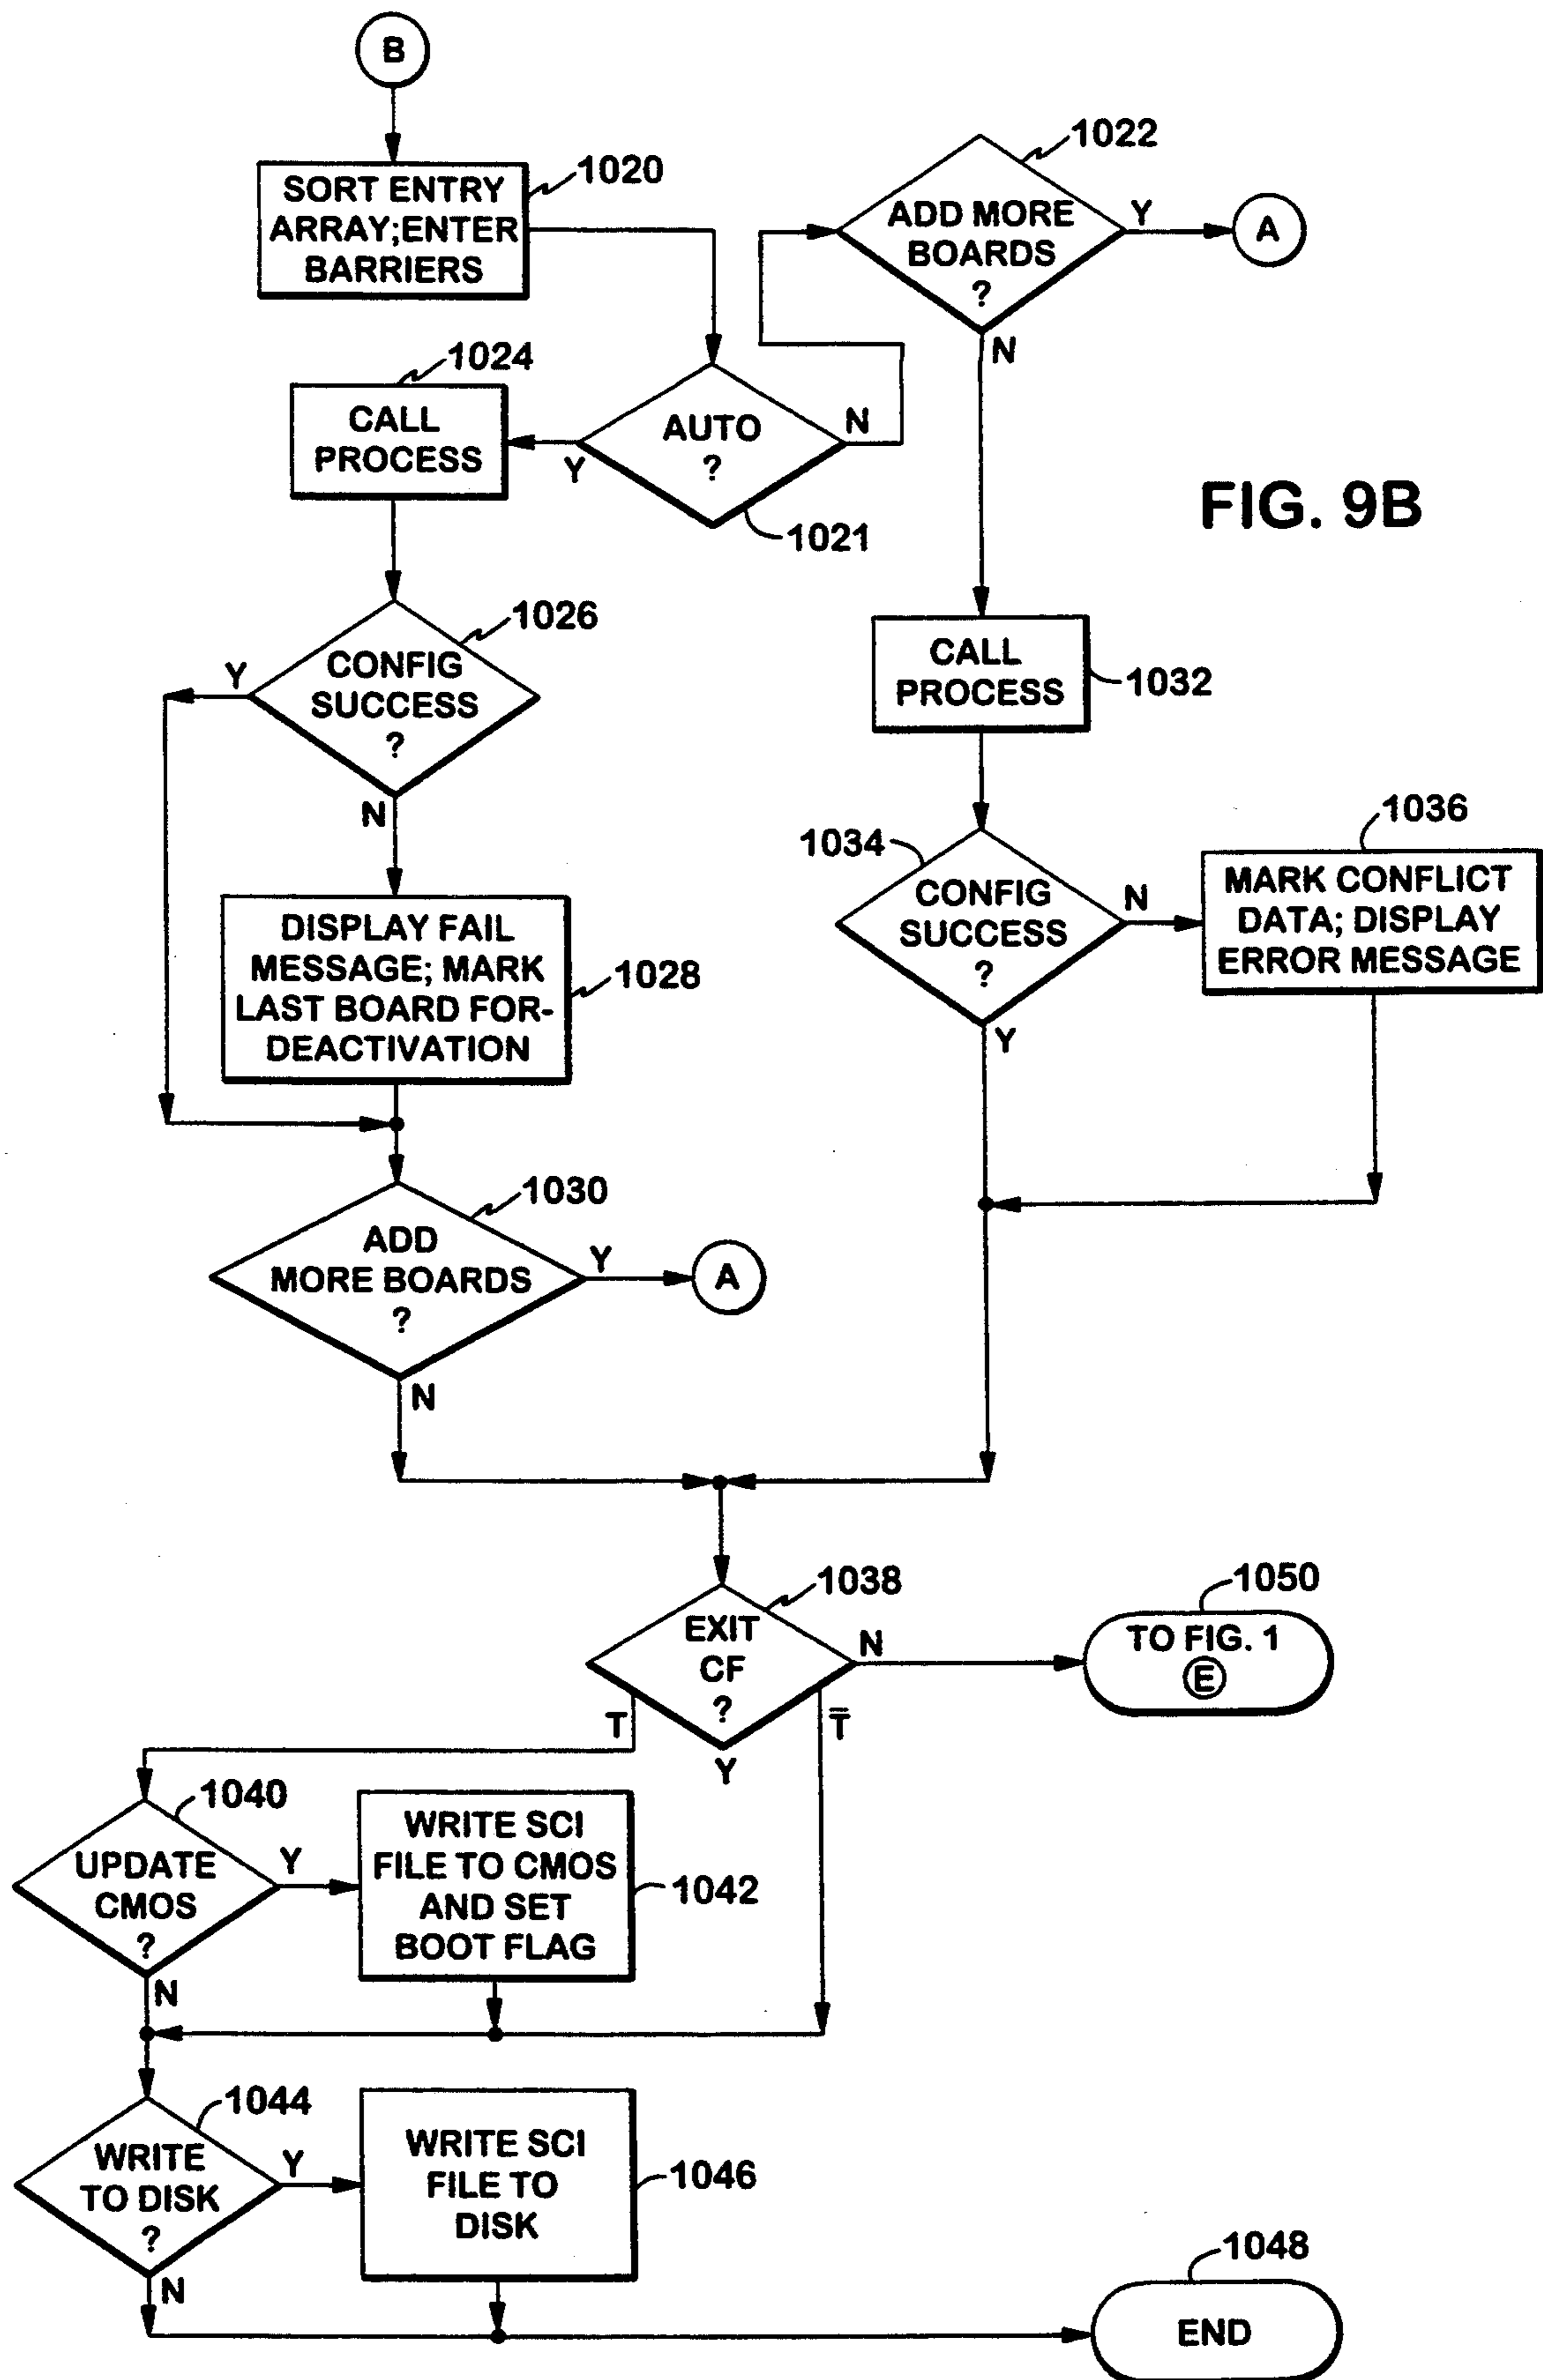 B
SORT ENTRY
ARRAY;ENTER
BARRIERS
1020
1022
ADD MORE
BOARDS
?
Y
A
N
1024
CALL
PROCESS
AUTO
?
Y
N
1021
FIG. 9B
1026
CONFIG
SUCCESS
?
Y
N
CALL
PROCESS
1032
1034
CONFIG
SUCCESS
?
N
Y
1036
MARK CONFLICT
DATA; DISPLAY
ERROR MESSAGE
DISPLAY FAIL
MESSAGE; MARK
LAST BOARD FOR-
DEACTIVATION
1028
1030
ADD
MORE BOARDS
?
Y
A
N
1038
EXIT
CF
?
N
T
Y
T̅
1050
TO FIG. 1
E
1040
UPDATE
CMOS
?
Y
N
WRITE SCI
FILE TO CMOS
AND SET
BOOT FLAG
1042
1044
WRITE
TO DISK
?
Y
N
WRITE SCI
FILE TO
DISK
1046
1048
END